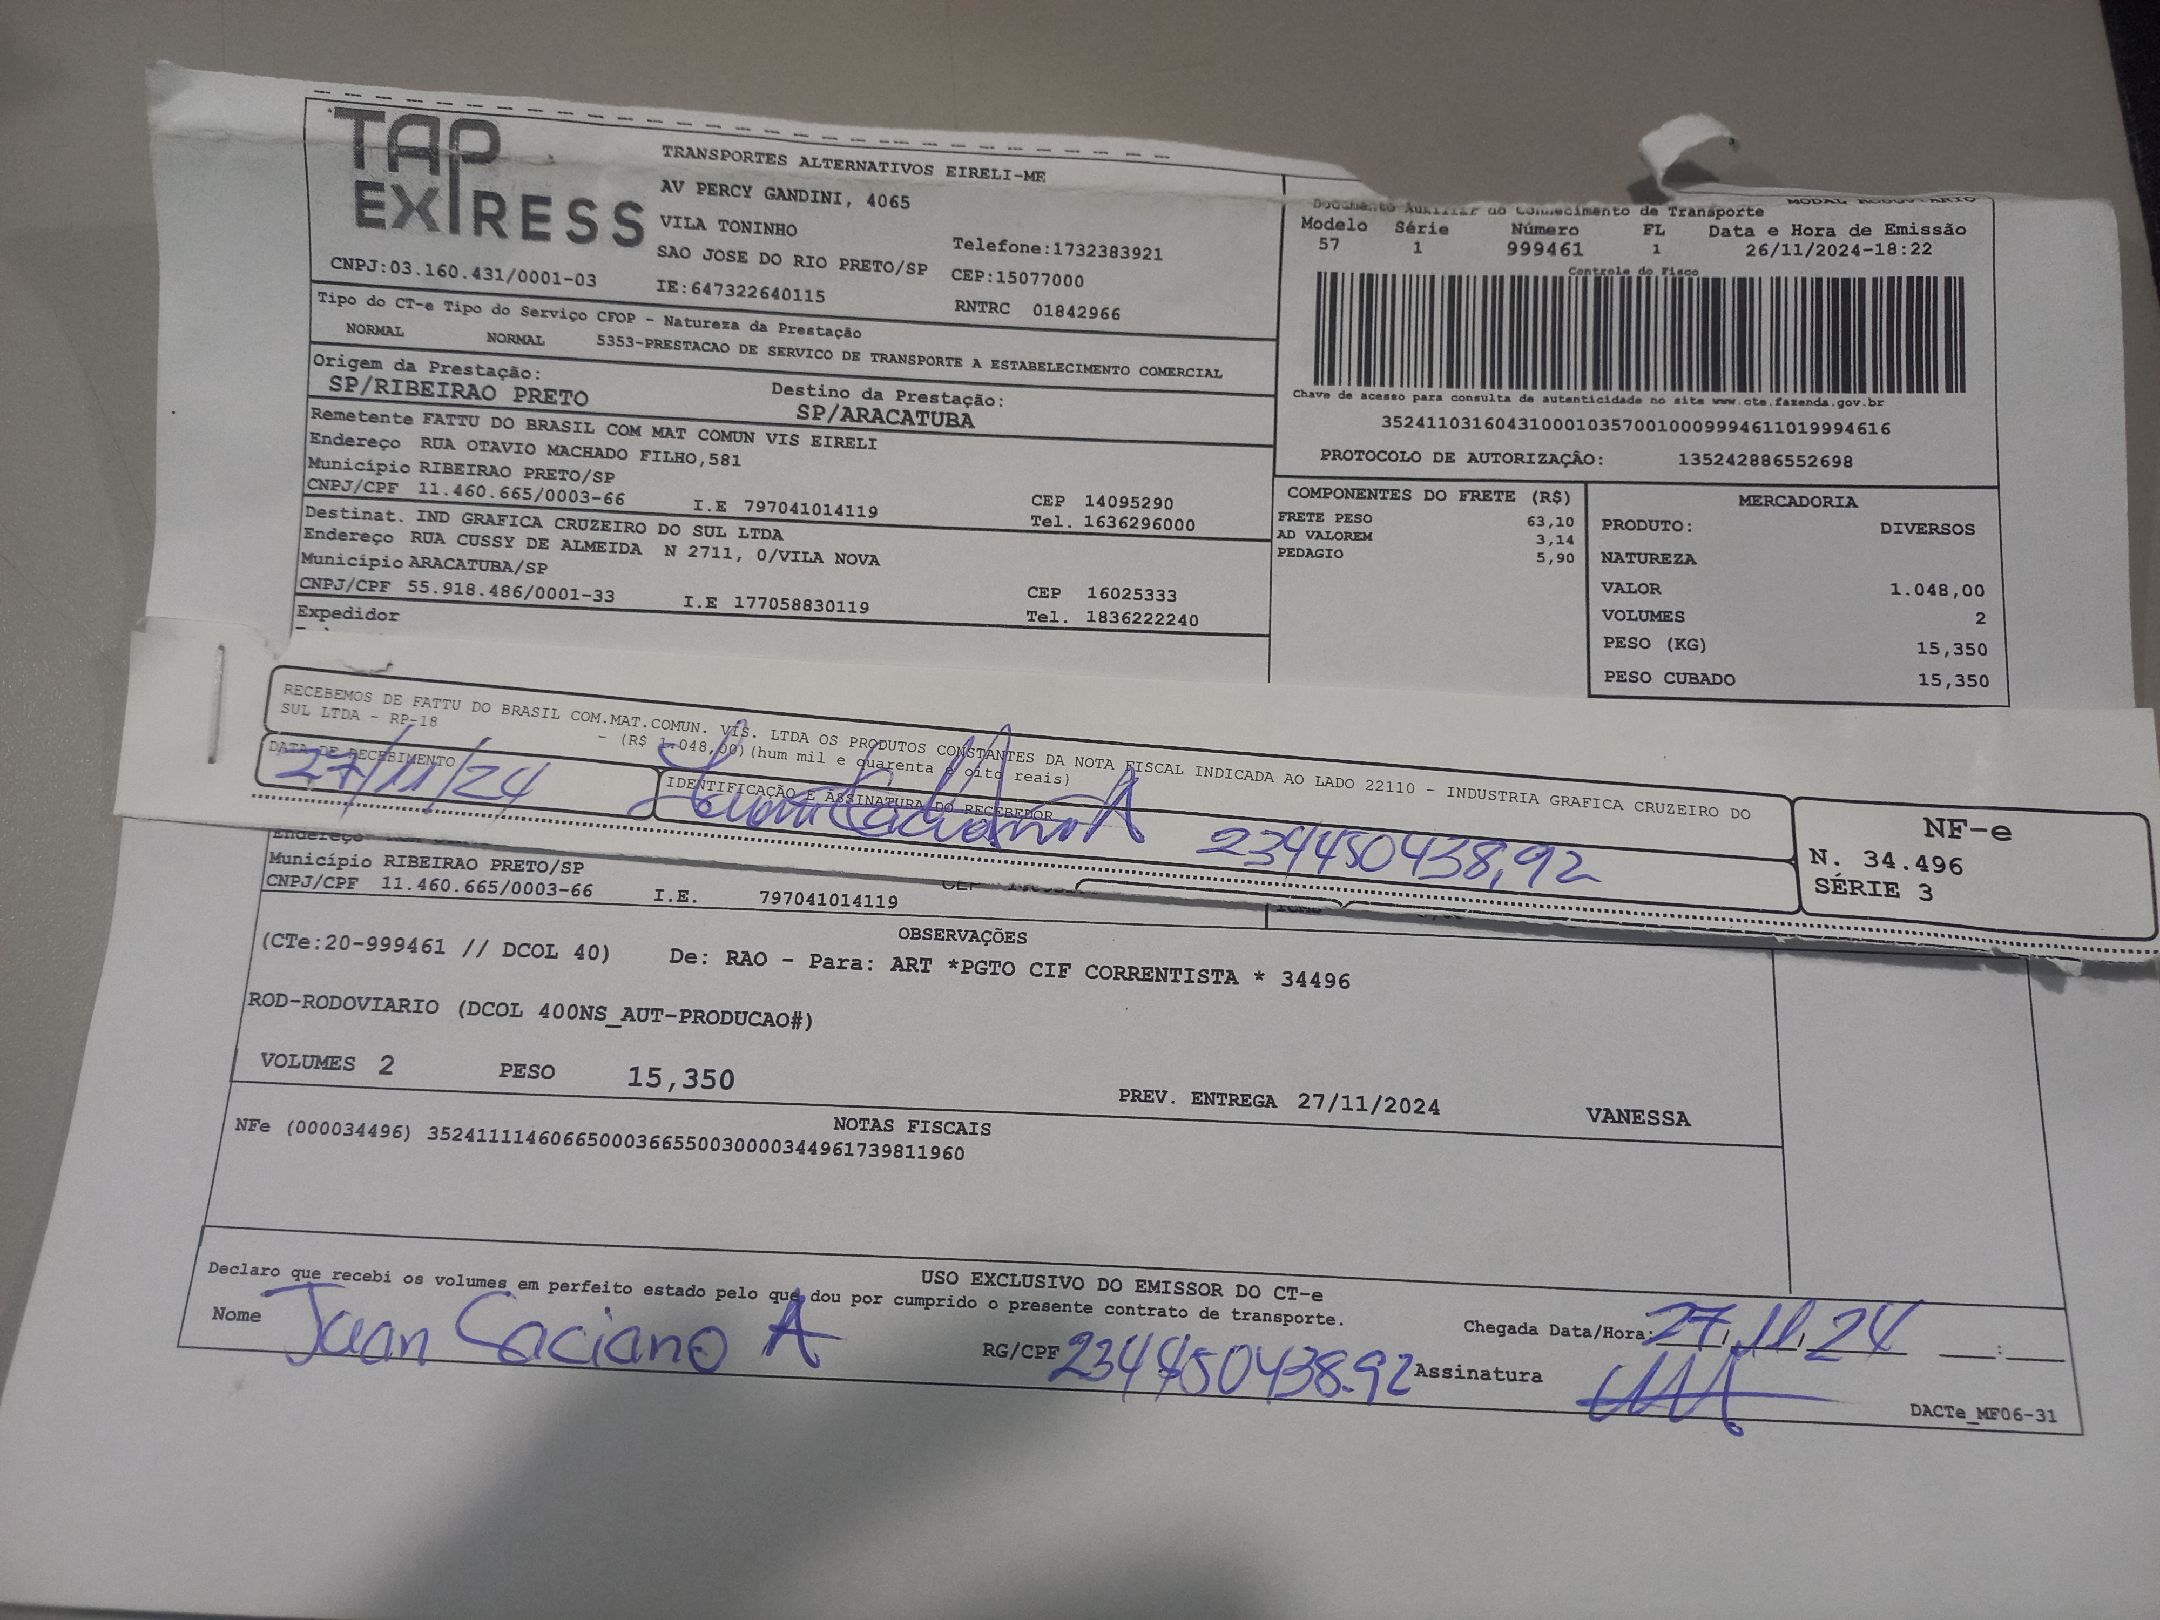 TAP
EXPRESS
TRANSPORTES ALTERNATIVOS EIRELI-ME
AV PERCY GANDINI, 4065
VILA TONINHO
SAO JOSE DO RIO PRETO/SP
Telefone:1732383921
CEP:15077000
CNPJ:03.160.431/0001-03
IE:647322640115
RNTRC 01842966
Tipo do CT-e Tipo do Serviço CFOP - Natureza da Prestação
NORMAL NORMAL 5353-PRESTACAO DE SERVICO DE TRANSPORTE A ESTABELECIMENTO COMERCIAL
Origem da Prestação:
SP/RIBEIRAO PRETO
Destino da Prestação:
SP/ARACATUBA
Remetente FATTU DO BRASIL COM MAT COMUN VIS EIRELI
Endereço RUA OTAVIO MACHADO FILHO,581
Município RIBEIRAO PRETO/SP
CEP 14095290
CNPJ/CPF 11.460.665/0003-66 I.E 797041014119 Tel. 1636296000
Destinat. IND GRAFICA CRUZEIRO DO SUL LTDA
Endereço RUA CUSSY DE ALMEIDA N 2711, 0/VILA NOVA
Município ARACATUBA/SP
CEP 16025333
CNPJ/CPF 55.918.486/0001-33 I.E 177058830119 Tel. 1836222240
Expedidor
MODAL RODOVIARIO
Documento Auxiliar do Conhecimento de Transporte
Modelo Série Número FL Data e Hora de Emissão
57 1 999461 1 26/11/2024-18:22
Controle do Fisco
Chave de acesso para consulta de autenticidade no site www.cte.fazenda.gov.br
35241103160431000103570010009994611019994616
PROTOCOLO DE AUTORIZAÇÃO: 135242886552698
COMPONENTES DO FRETE (R$)
FRETE PESO 63,10
AD VALOREM 3,14
PEDAGIO 5,90
MERCADORIA
PRODUTO: DIVERSOS
NATUREZA
VALOR 1.048,00
VOLUMES 2
PESO (KG) 15,350
PESO CUBADO 15,350
RECEBEMOS DE FATTU DO BRASIL COM.MAT.COMUN. VIS. LTDA OS PRODUTOS CONSTANTES DA NOTA FISCAL INDICADA AO LADO 22110 - INDUSTRIA GRAFICA CRUZEIRO DO
SUL LTDA - RP-18 - (R$ 1.048,00)(hum mil e quarenta e oito reais)
DATA DE RECEBIMENTO
27/11/24
IDENTIFICAÇÃO E ASSINATURA DO RECEBEDOR
234450438,92
NF-e
N. 34.496
SÉRIE 3
Endereço
Município RIBEIRAO PRETO/SP
CNPJ/CPF 11.460.665/0003-66 I.E. 797041014119
OBSERVAÇÕES
(CTe:20-999461 // DCOL 40) De: RAO - Para: ART *PGTO CIF CORRENTISTA * 34496
ROD-RODOVIARIO (DCOL 400NS_AUT-PRODUCAO#)
VOLUMES 2 PESO 15,350 PREV. ENTREGA 27/11/2024 VANESSA
NOTAS FISCAIS
NFe (000034496) 35241111460665000366550030000344961739811960
USO EXCLUSIVO DO EMISSOR DO CT-e
Declaro que recebi os volumes em perfeito estado pelo que dou por cumprido o presente contrato de transporte.
Nome Juan Caciano A RG/CPF 234450438.92 Chegada Data/Hora: 27/11/24 :
Assinatura
DACTe_MF06-31